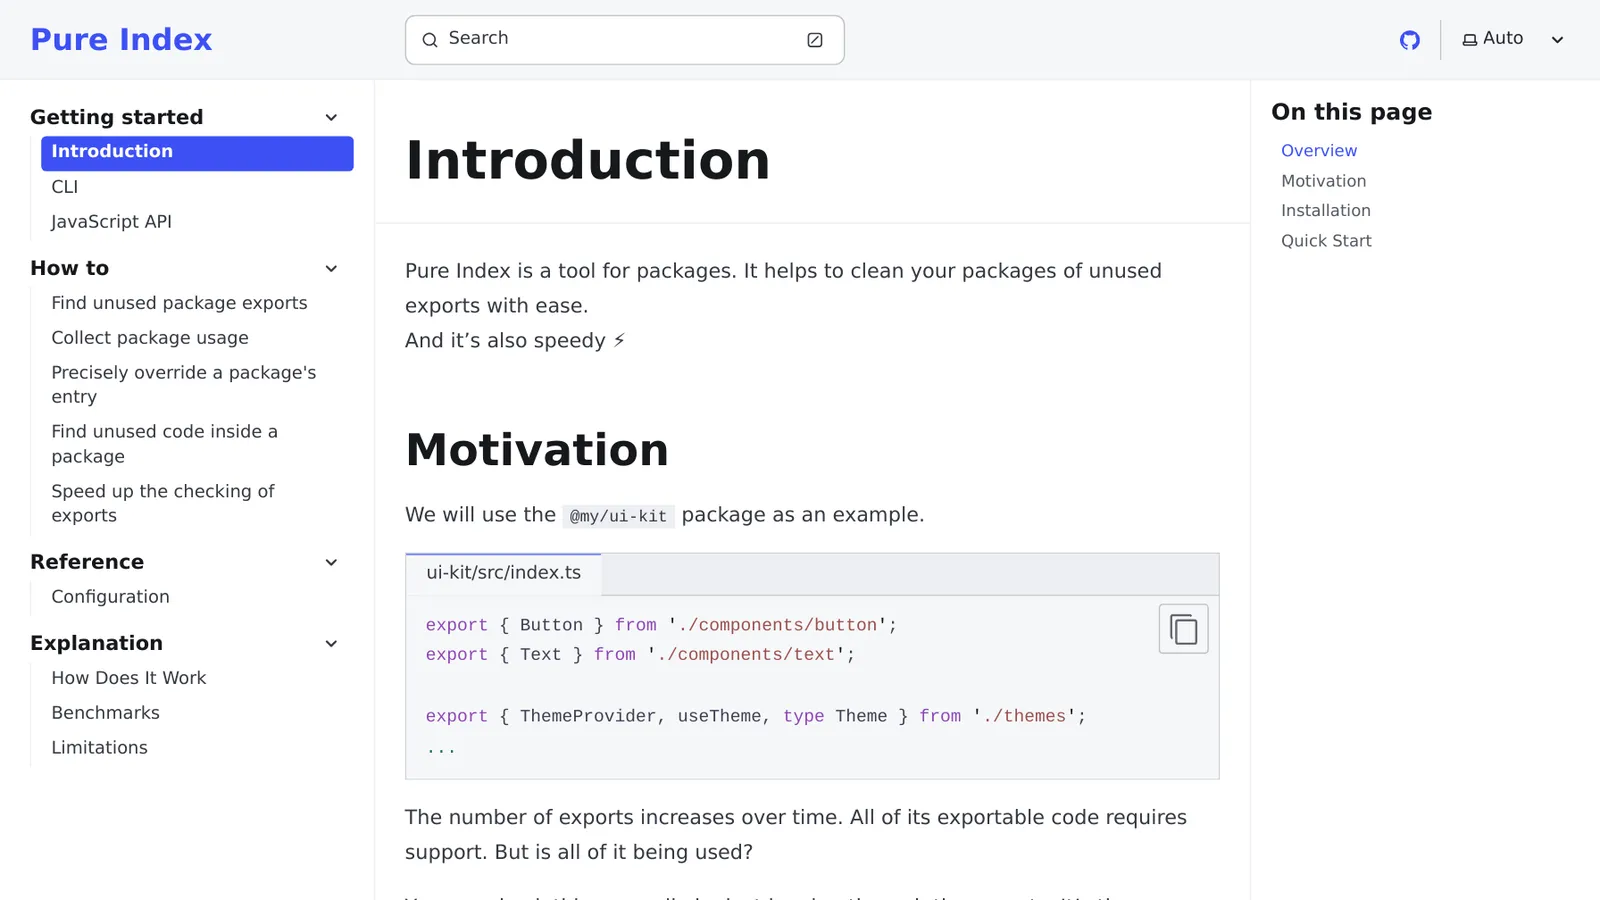 Pure Index
Search
Auto
Getting started
Introduction
CLI
JavaScript API
How to
Find unused package exports
Collect package usage
Precisely override a package's
entry
Find unused code inside a
package
Speed up the checking of
exports
Reference
Configuration
Explanation
How Does It Work
Benchmarks
Limitations
Introduction
Pure Index is a tool for packages. It helps to clean your packages of unused
exports with ease.
And it’s also speedy ⚡
Motivation
We will use the @my/ui-kit package as an example.
ui-kit/src/index.ts
export { Button } from './components/button';
export { Text } from './components/text';
export { ThemeProvider, useTheme, type Theme } from './themes';
...
The number of exports increases over time. All of its exportable code requires
support. But is all of it being used?
On this page
Overview
Motivation
Installation
Quick Start